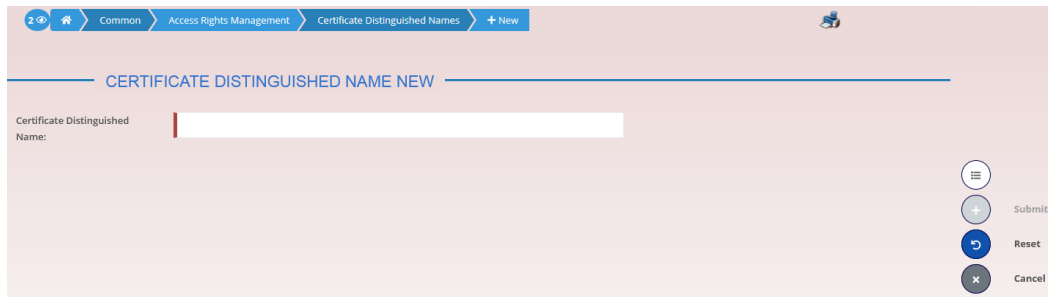 2
Common
Access Rights Management
Certificate Distinguished Names
+ New
CERTIFICATE DISTINGUISHED NAME NEW
Certificate Distinguished
Name:
Submit
Reset
Cancel